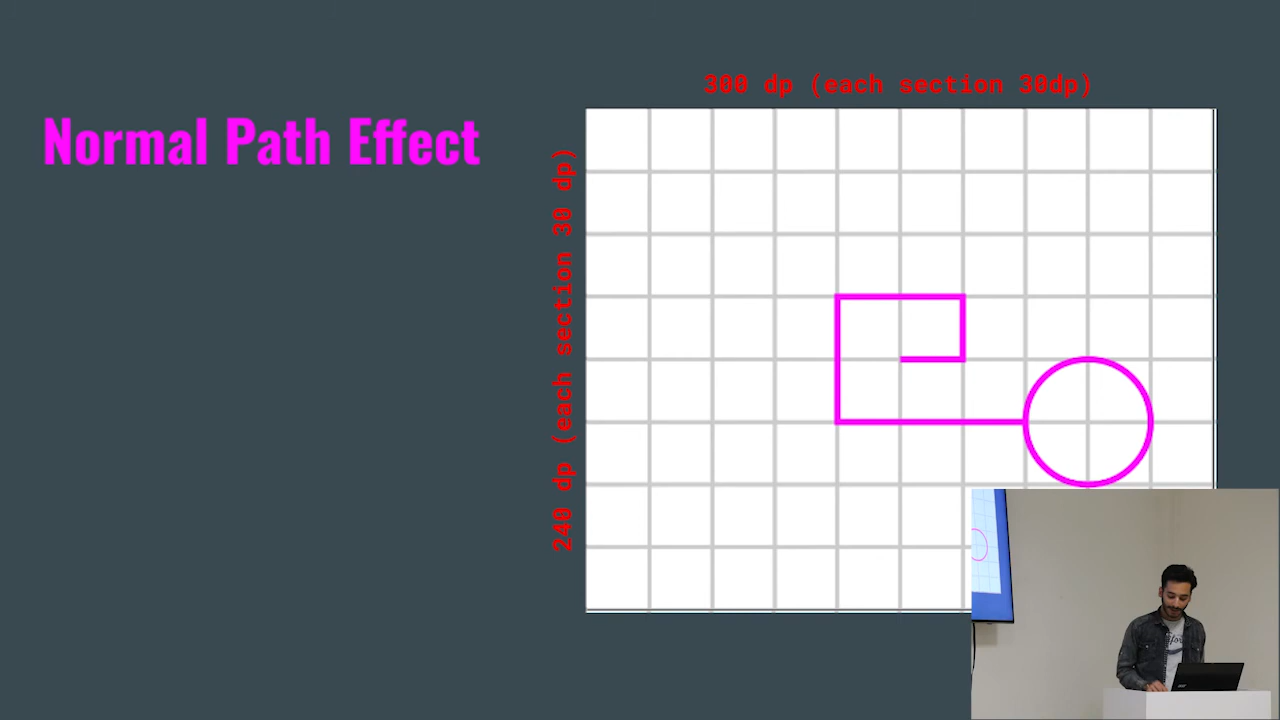 300 dp (each section 30dp)
Normal Path Effect
240 dp (each section 30 dp)